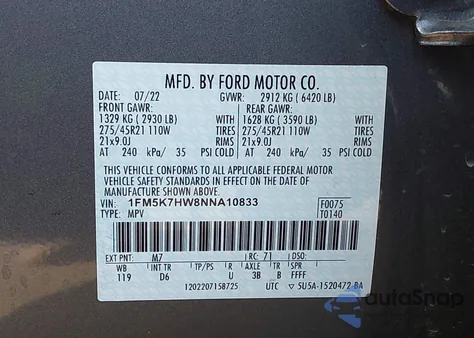 MFD. BY FORD MOTOR CO.
DATE: 07/22 GVWR: 2912 KG ( 6420 LB)
FRONT GAWR: REAR GAWR:
1329 KG ( 2930 LB) WITH 1628 KG ( 3590 LB) WITH
275/45R21 110W TIRES 275/45R21 110W TIRES
21x9.0J RIMS 21x9.0J RIMS
AT 240 kPa/ 35 PSI COLD AT 240 kPa/ 35 PSI COLD
THIS VEHICLE CONFORMS TO ALL APPLICABLE FEDERAL MOTOR
VEHICLE SAFETY AND THEFT PREVENTION STANDARDS IN EFFECT ON THE DATE OF
MANUFACTURE SHOWN ABOVE.
VIN: 1FM5K7HW8NNA10833 F0075
TYPE: MPV T0140
EXT PNT: M7 RC: 71 DSO:
WB INT TR TP/PS R AX TR SPR
119 D6 U 3B B FFFF
1202207158725 UTC ▽ 5U5A-1520472-BA
autoSnap